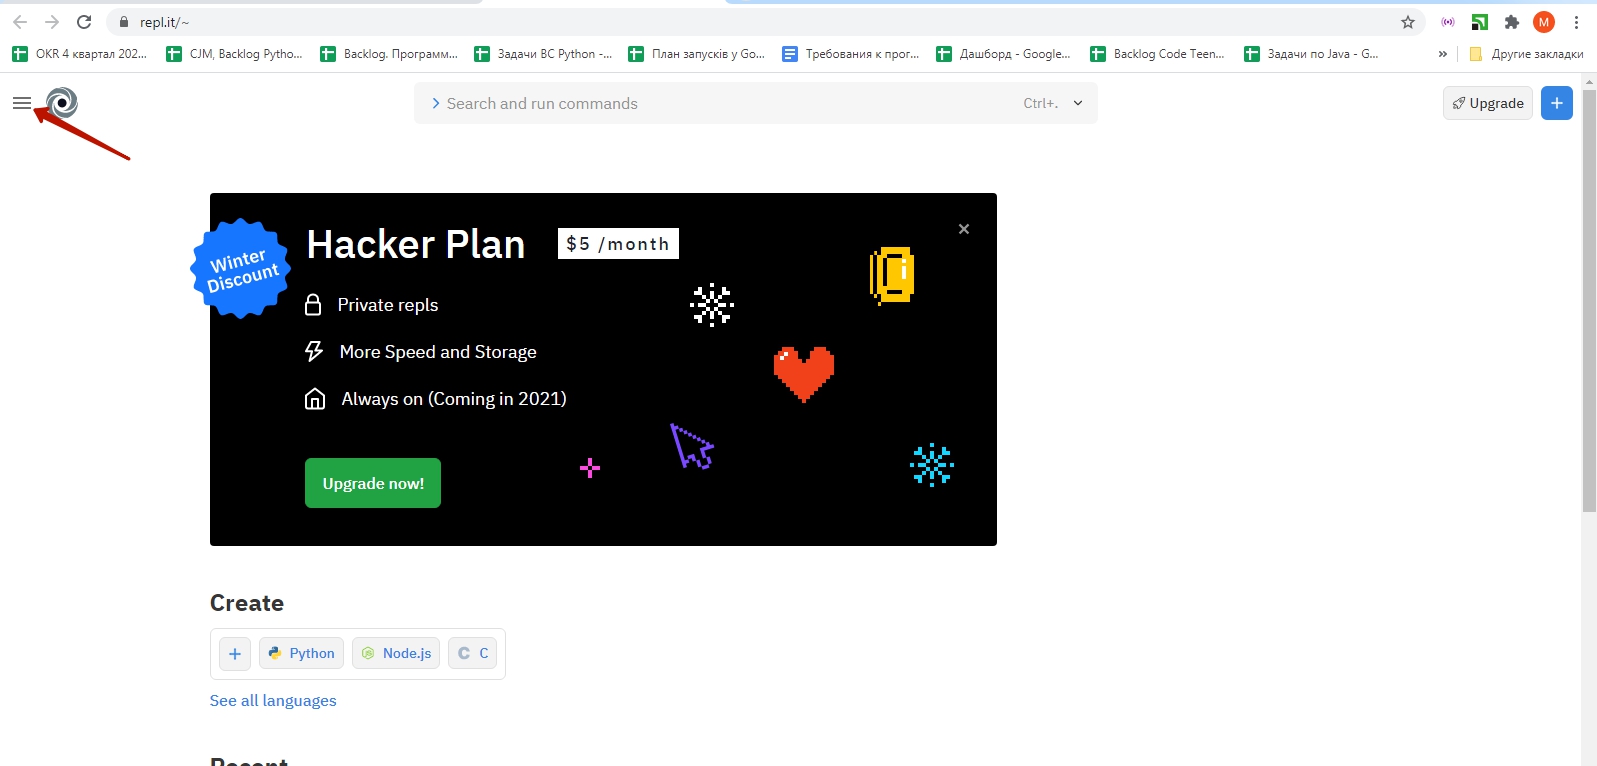 repl.it/~
M
OKR 4 квартал 202...
CJM, Backlog Pytho...
Backlog. Программ...
Задачи ВС Python -...
План запусків у Go...
Требования к прог...
Дашборд - Google...
Backlog Code Teen...
Задачи по Java - G...
»
Другие закладки
Search and run commands
Ctrl+.
Upgrade
+
Winter
Discount
Hacker Plan
$5 /month
Private repls
More Speed and Storage
Always on (Coming in 2021)
Upgrade now!
Create
+
Python
Node.js
C
See all languages
Recent